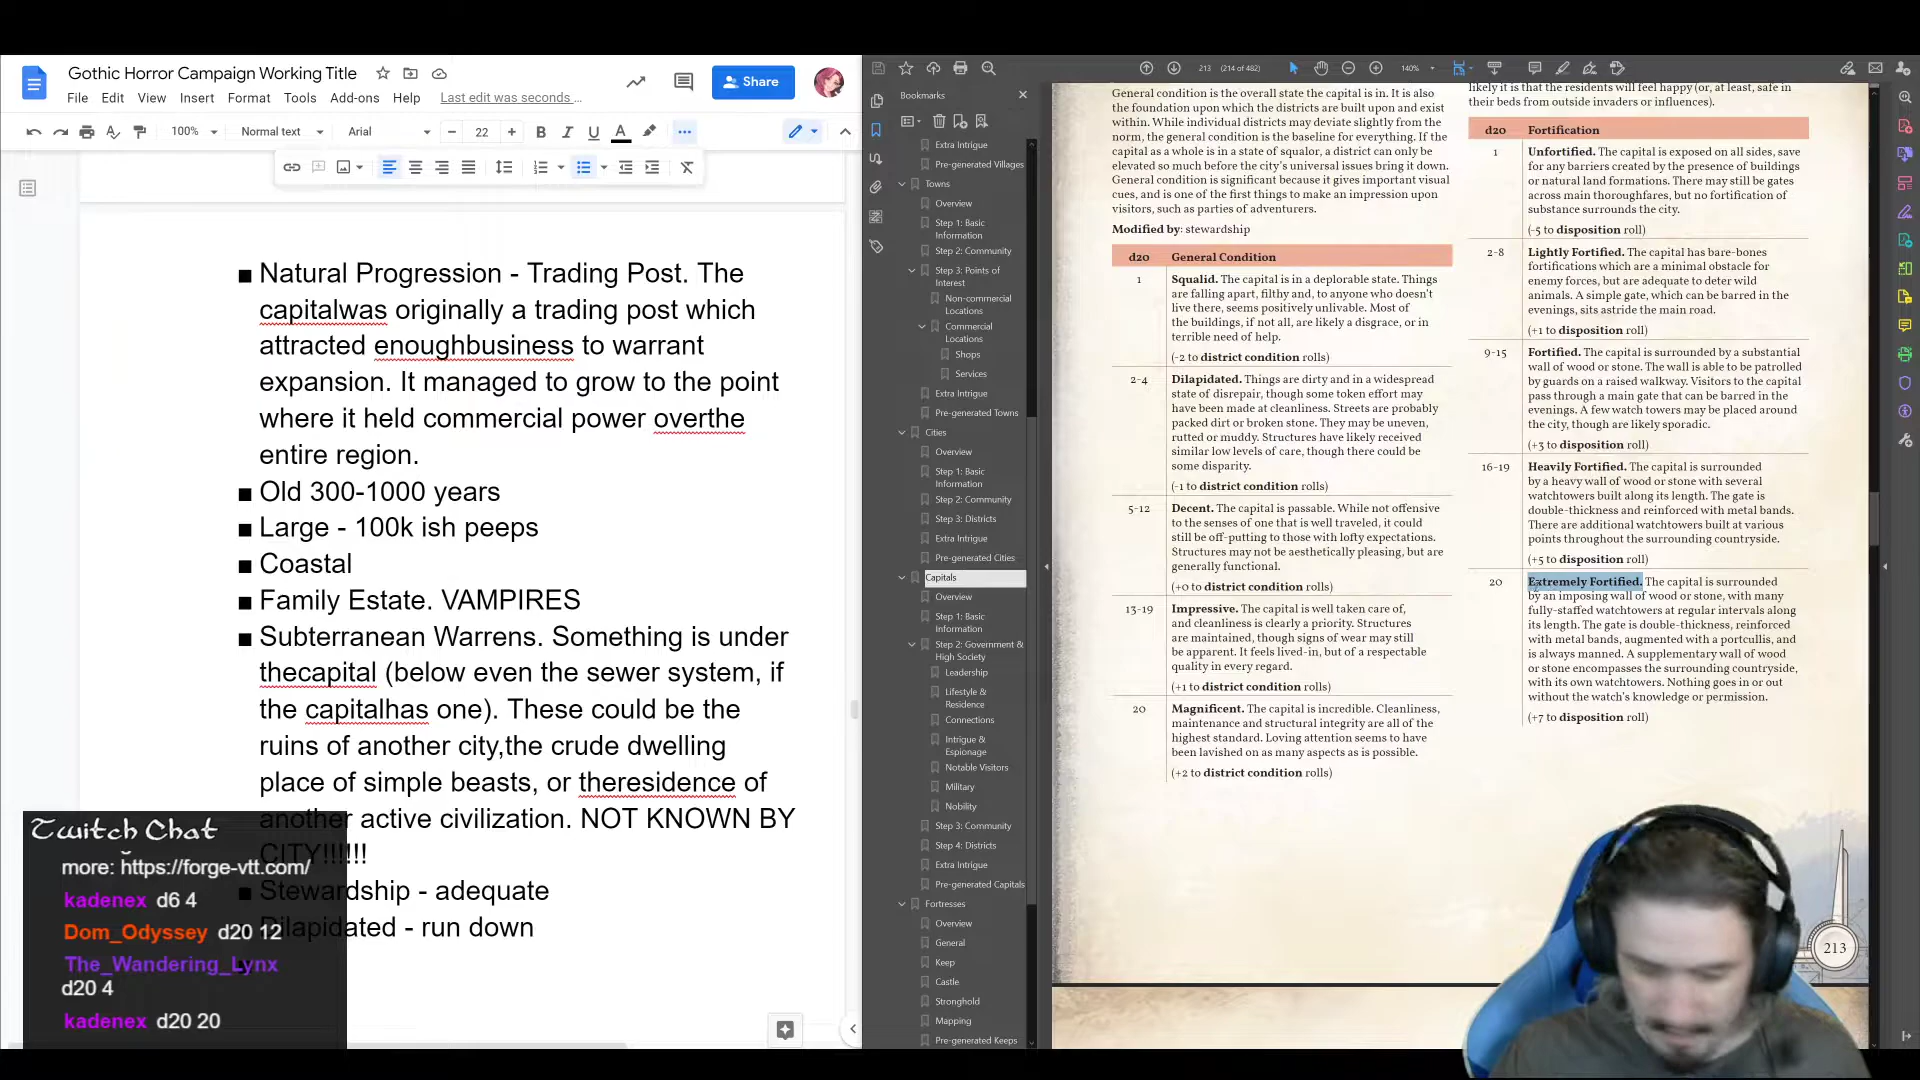 Gothic Horror Campaign Working Title
File Edit View Insert Format Tools Add-ons Help Last edit was seconds ...
Share
100% Normal text Arial 22 B I U A
■ Natural Progression - Trading Post. The
capitalwas originally a trading post which
attracted enoughbusiness to warrant
expansion. It managed to grow to the point
where it held commercial power overthe
entire region.
■ Old 300-1000 years
■ Large - 100k ish peeps
■ Coastal
■ Family Estate. VAMPIRES
■ Subterranean Warrens. Something is under
thecapital (below even the sewer system, if
the capitalhas one). These could be the
ruins of another city,the crude dwelling
place of simple beasts, or theresidence of
another active civilization. NOT KNOWN BY
CITY!!!!!!
■ Stewardship - adequate
Dilapidated - run down
Twitch Chat
more: https://forge-vtt.com/
kadenex d6 4
Dom_Odyssey d20 12
The_Wandering_Lynx
d20 4
kadenex d20 20
213 (214 of 482) 140%
Bookmarks
Extra Intrigue
Pre-generated Villages
Towns
Overview
Step 1: Basic
Information
Step 2: Community
Step 3: Points of
Interest
Non-commercial
Locations
Commercial
Locations
Shops
Services
Extra Intrigue
Pre-generated Towns
Cities
Overview
Step 1: Basic
Information
Step 2: Community
Step 3: Districts
Extra Intrigue
Pre-generated Cities
Capitals
Overview
Step 1: Basic
Information
Step 2: Government &
High Society
Leadership
Lifestyle &
Residence
Connections
Intrigue &
Espionage
Notable Visitors
Military
Nobility
Step 3: Community
Step 4: Districts
Extra Intrigue
Pre-generated Capitals
Fortresses
Overview
General
Keep
Castle
Stronghold
Mapping
Pre-generated Keeps
General condition is the overall state the capital is in. It is also
the foundation upon which the districts are built upon and exist
within. While individual districts may deviate slightly from the
norm, the general condition is the baseline for everything. If the
capital as a whole is in a state of squalor, a district can only be
elevated so much before the city's universal issues bring it down.
General condition is significant because it gives important visual
cues, and is one of the first things to make an impression upon
visitors, such as parties of adventurers.
Modified by: stewardship
d20 General Condition
1 Squalid. The capital is in a deplorable state. Things
are falling apart, filthy and, to anyone who doesn't
live there, seems positively unlivable. Most of
the buildings, if not all, are likely a disgrace, or in
terrible need of help.
(-2 to district condition rolls)
2-4 Dilapidated. Things are dirty and in a widespread
state of disrepair, though some token effort may
have been made at cleanliness. Streets are probably
packed dirt or broken stone. They may be uneven,
rutted or muddy. Structures have likely received
similar low levels of care, though there could be
some disparity.
(-1 to district condition rolls)
5-12 Decent. The capital is passable. While not offensive
to the senses of one that is well traveled, it could
still be off-putting to those with lofty expectations.
Structures may not be aesthetically pleasing, but are
generally functional.
(+0 to district condition rolls)
13-19 Impressive. The capital is well taken care of,
and cleanliness is clearly a priority. Structures
are maintained, though signs of wear may still
be apparent. It feels lived-in, but of a respectable
quality in every regard.
(+1 to district condition rolls)
20 Magnificent. The capital is incredible. Cleanliness,
maintenance and structural integrity are all of the
highest standard. Loving attention seems to have
been lavished on as many aspects as is possible.
(+2 to district condition rolls)
likely it is that the residents will feel happy (or, at least, safe in
their beds from outside invaders or influences).
d20 Fortification
1 Unfortified. The capital is exposed on all sides, save
for any barriers created by the presence of buildings
or natural land formations. There may still be gates
across main thoroughfares, but no fortification of
substance surrounds the city.
(-5 to disposition roll)
2-8 Lightly Fortified. The capital has bare-bones
fortifications which are a minimal obstacle for
enemy forces, but are adequate to deter wild
animals. A simple gate, which can be barred in the
evenings, sits astride the main road.
(+1 to disposition roll)
9-15 Fortified. The capital is surrounded by a substantial
wall of wood or stone. The wall is able to be patrolled
by guards on a raised walkway. Visitors to the capital
pass through a main gate that can be barred in the
evenings. A few watch towers may be placed around
the city, though are likely sporadic.
(+3 to disposition roll)
16-19 Heavily Fortified. The capital is surrounded
by a heavy wall of wood or stone with several
watchtowers built along its length. The gate is
double-thickness and reinforced with metal bands.
There are additional watchtowers built at various
points throughout the surrounding countryside.
(+5 to disposition roll)
20 Extremely Fortified. The capital is surrounded
by an imposing wall of wood or stone, with many
fully-staffed watchtowers at regular intervals along
its length. The gate is double-thickness, reinforced
with metal bands, augmented with a portcullis, and
is always manned. A supplementary wall of wood
or stone encompasses the surrounding countryside,
with its own watchtowers. Nothing goes in or out
without the watch's knowledge or permission.
(+7 to disposition roll)
213